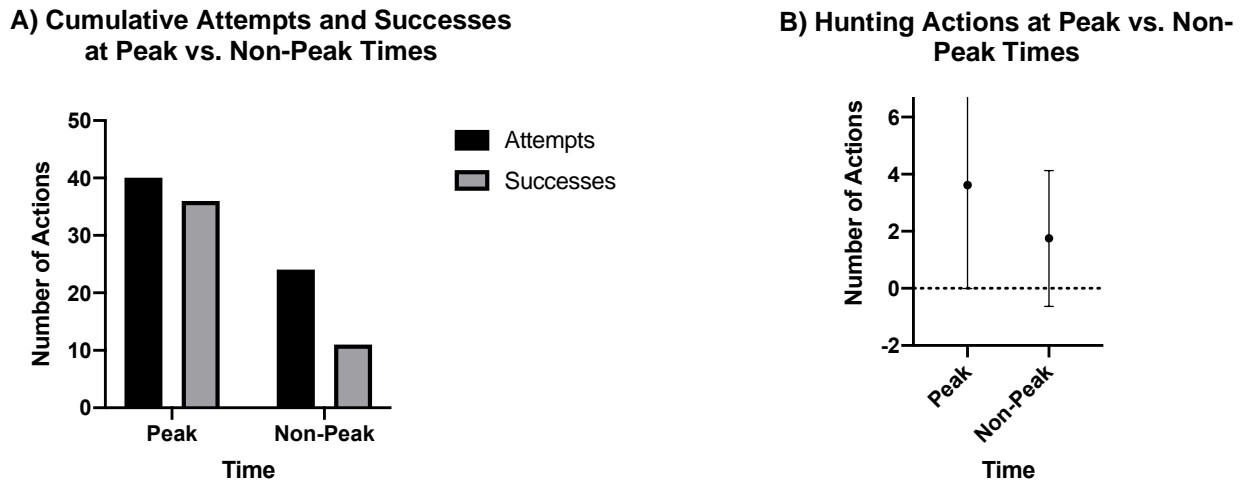 A) Cumulative Attempts and Successes
at Peak vs. Non-Peak Times
Number of Actions
50
40
30
20
10
0
Peak
Non-Peak
Time
Attempts
Successes
B) Hunting Actions at Peak vs. Non-
Peak Times
Number of Actions
6
4
2
0
-2
Peak
Non-Peak
Time